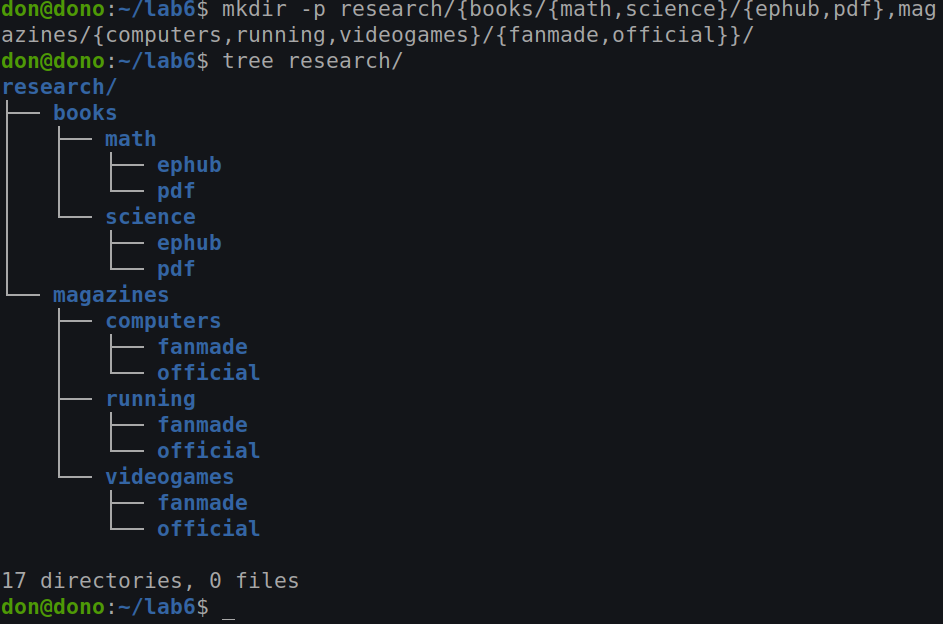 don@dono:~/lab6$ mkdir -p research/{books/{math,science}/{ephub,pdf},mag
azines/{computers,running,videogames}/{fanmade,official}}/
don@dono:~/lab6$ tree research/
research/
├── books
│   ├── math
│   │   ├── ephub
│   │   └── pdf
│   └── science
│       ├── ephub
│       └── pdf
└── magazines
    ├── computers
    │   ├── fanmade
    │   └── official
    ├── running
    │   ├── fanmade
    │   └── official
    └── videogames
        ├── fanmade
        └── official
17 directories, 0 files
don@dono:~/lab6$ _